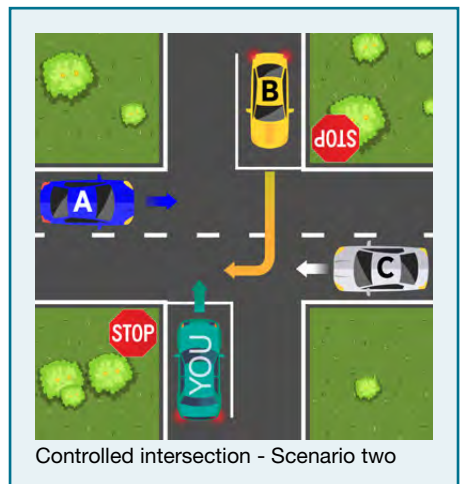 B
STOP
A
C
STOP
YOU
Controlled intersection - Scenario two